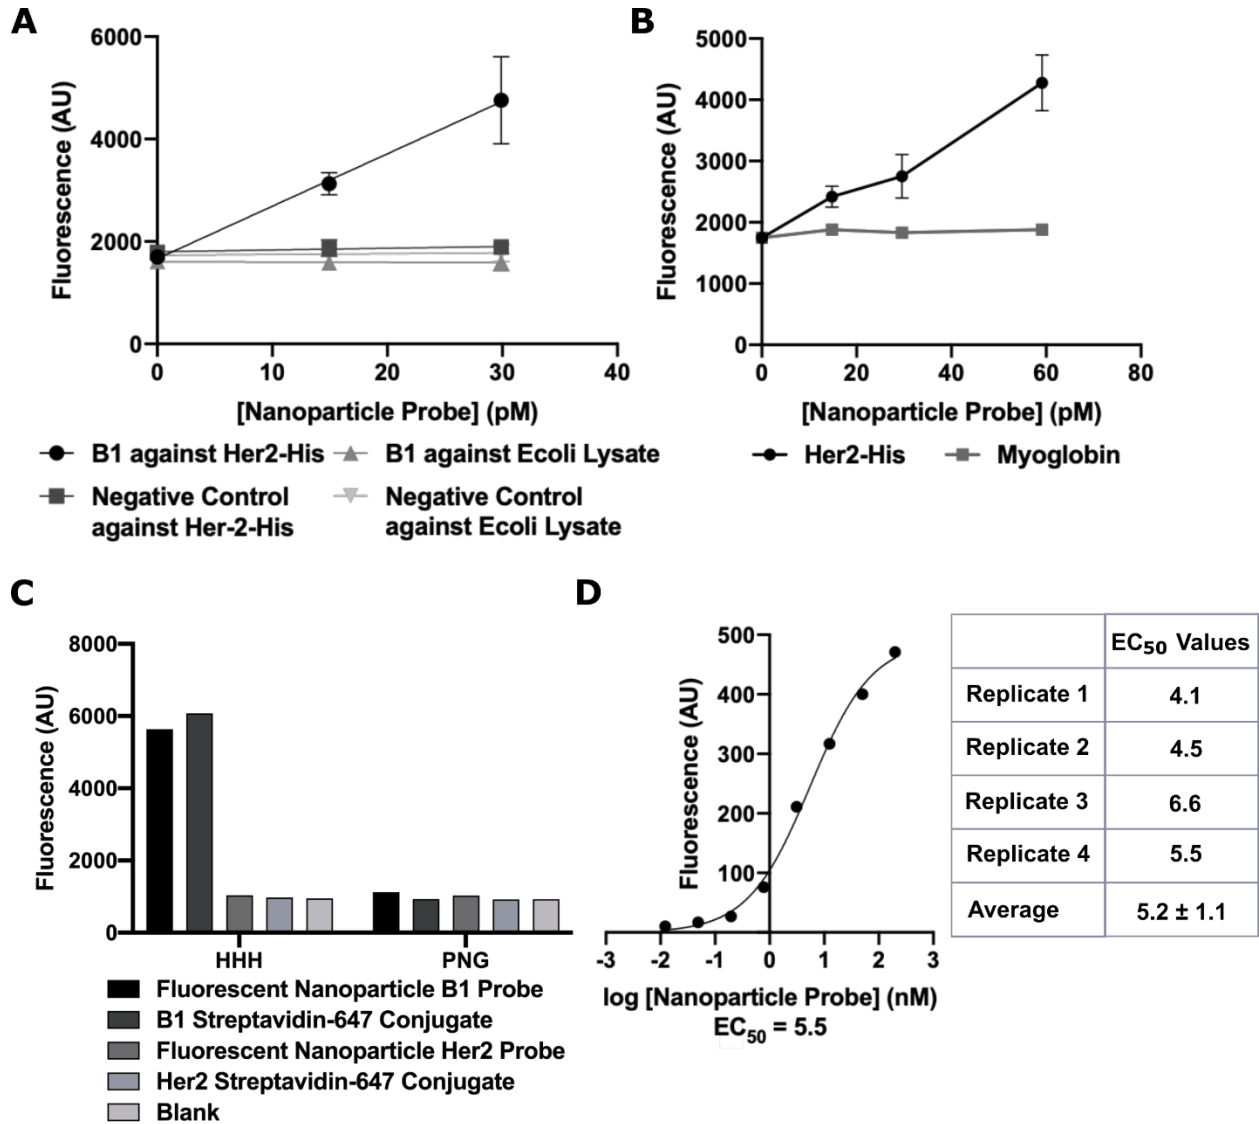 A
6000
4000
2000
0
Fluorescence (AU)
0 10 20 30 40
[Nanoparticle Probe] (pM)
B1 against Her2-His
B1 against Ecoli Lysate
Negative Control
against Her-2-His
Negative Control
against Ecoli Lysate
B
5000
4000
3000
2000
1000
0
Fluorescence (AU)
0 20 40 60 80
[Nanoparticle Probe] (pM)
Her2-His
Myoglobin
C
8000
6000
4000
2000
0
Fluorescence (AU)
HHH PNG
Fluorescent Nanoparticle B1 Probe
B1 Streptavidin-647 Conjugate
Fluorescent Nanoparticle Her2 Probe
Her2 Streptavidin-647 Conjugate
Blank
D
500
400
300
200
100
Fluorescence (AU)
-3 -2 -1 0 1 2 3
log [Nanoparticle Probe] (nM)
EC50 = 5.5
EC50 Values
Replicate 1 4.1
Replicate 2 4.5
Replicate 3 6.6
Replicate 4 5.5
Average 5.2 ± 1.1